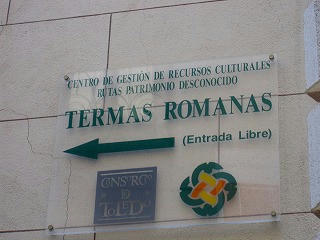 CENTRO DE GESTIÓN DE RECURSOS CULTURALES
RUTAS PATRIMONIO DESCONOCIDO
TERMAS ROMANAS
(Entrada Libre)
CONSORCIO
DE
TOLEDO